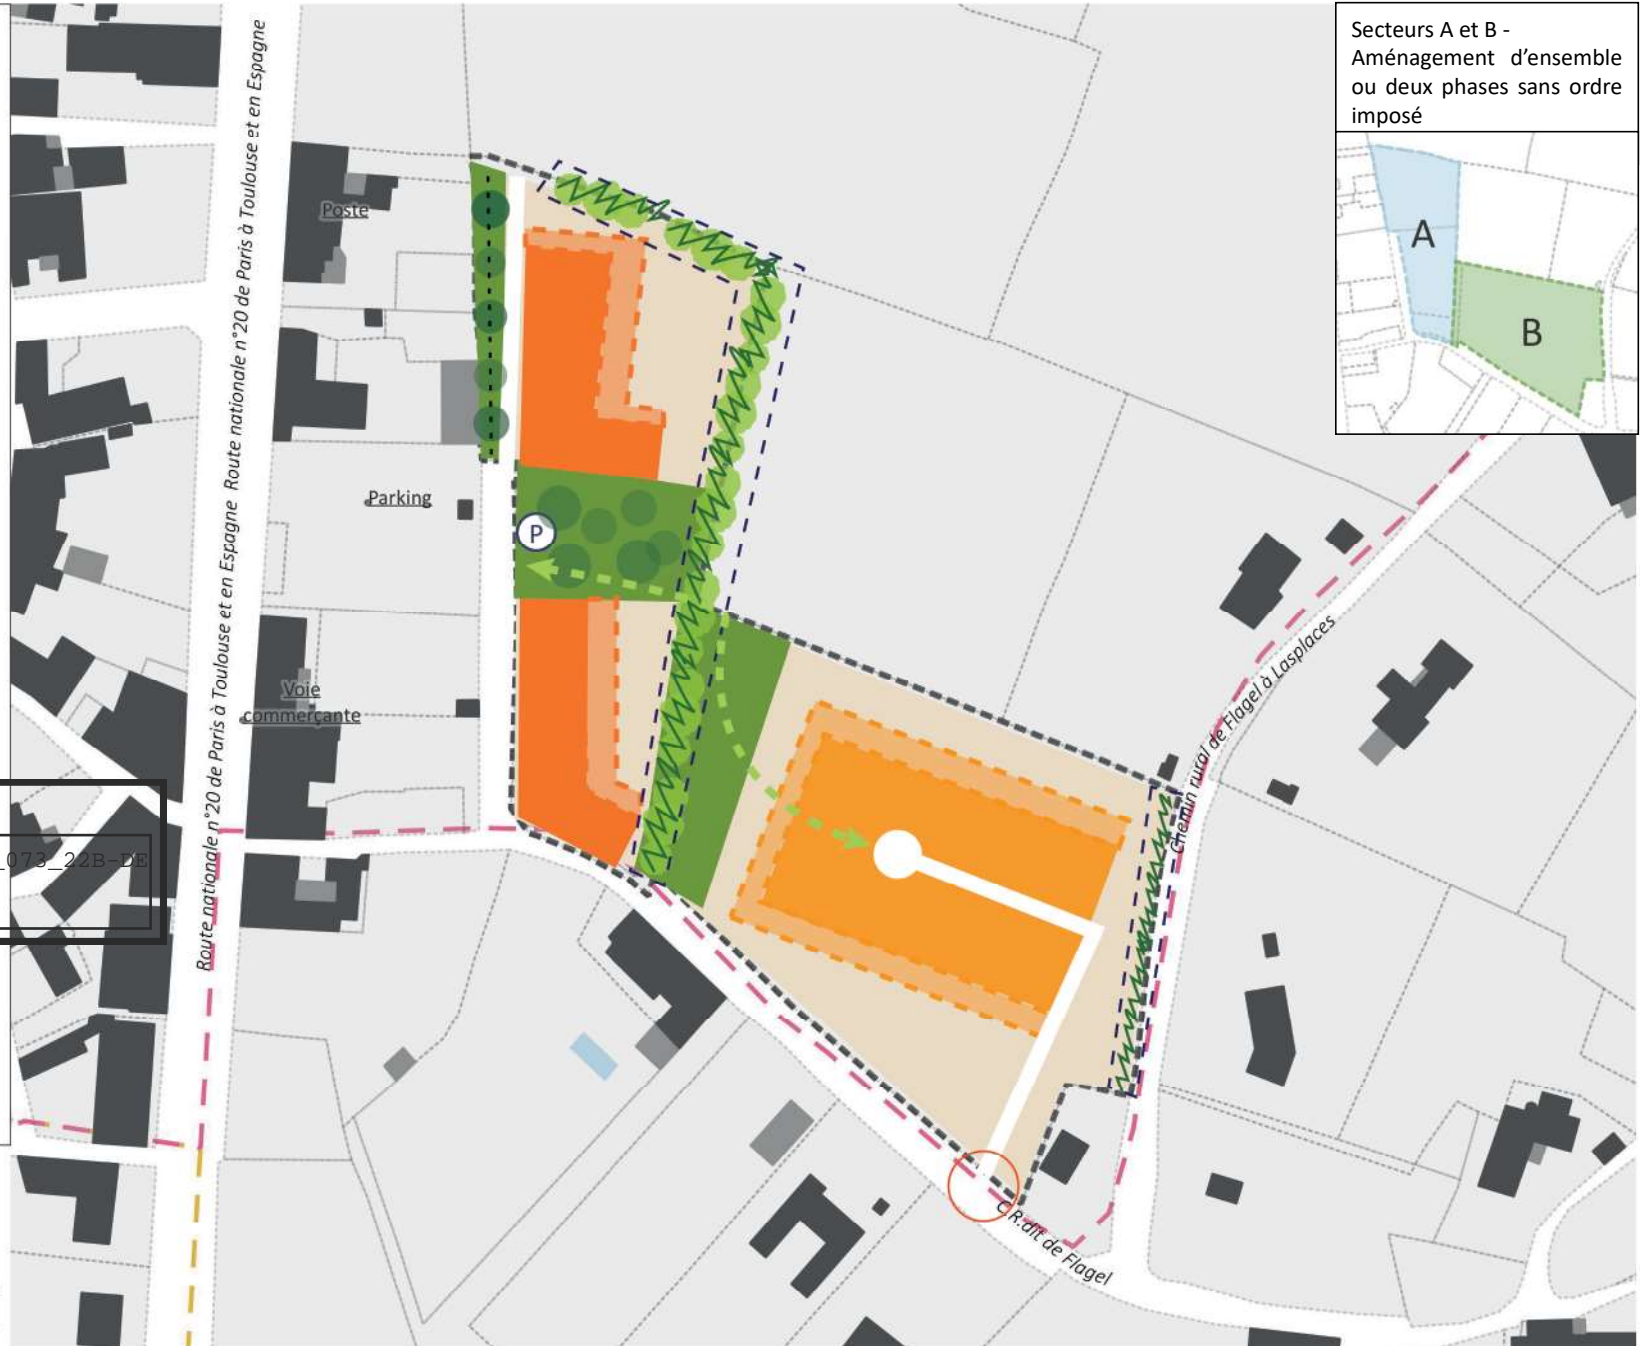 Secteurs A et B -
Aménagement d'ensemble
ou deux phases sans ordre
imposé
A
B
Route nationale n°20 de Paris à Toulouse et en Espagne
Route nationale n°20 de Paris à Toulouse et en Espagne
Poste
Parking
P
Voie
commerçante
_073_22B-DE
Chemin rural de Flagel à Lasplaces
C.R.dit de Flagel